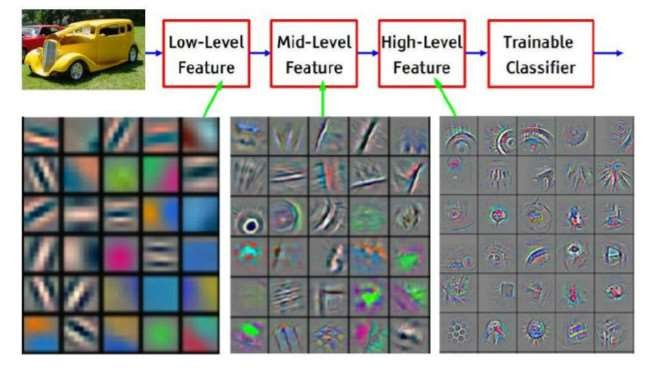 Low-Level
Feature
Mid-Level
Feature
High-Level
Feature
Trainable
Classifier